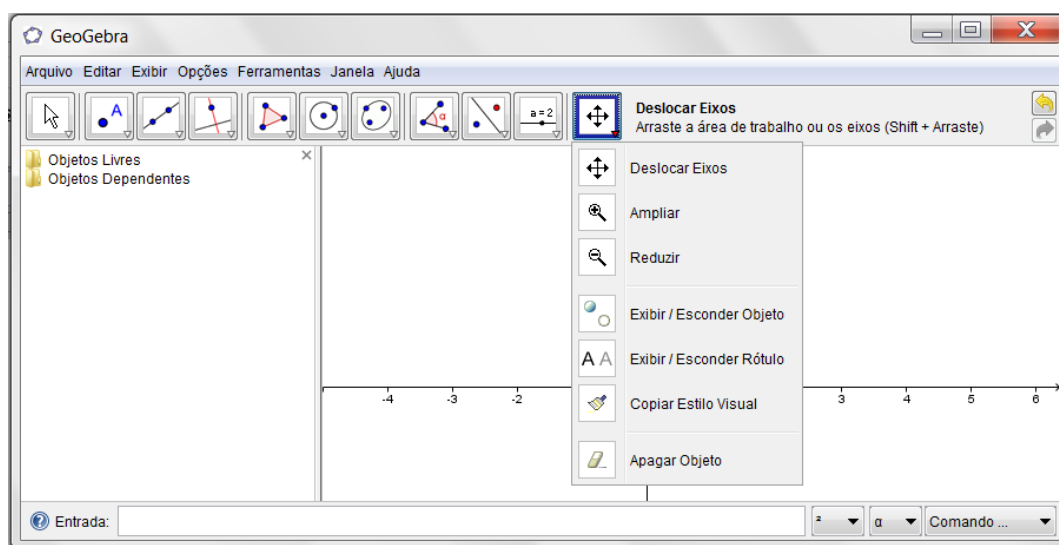 GeoGebra
Arquivo Editar Exibir Opções Ferramentas Janela Ajuda
A
α
a = 2
Deslocar Eixos
Arraste a área de trabalho ou os eixos (Shift + Arraste)
Objetos Livres
Objetos Dependentes
Deslocar Eixos
Ampliar
Reduzir
Exibir / Esconder Objeto
A A Exibir / Esconder Rótulo
Copiar Estilo Visual
Apagar Objeto
-4 -3 -2 3 4 5 6
Entrada: ² α Comando ...